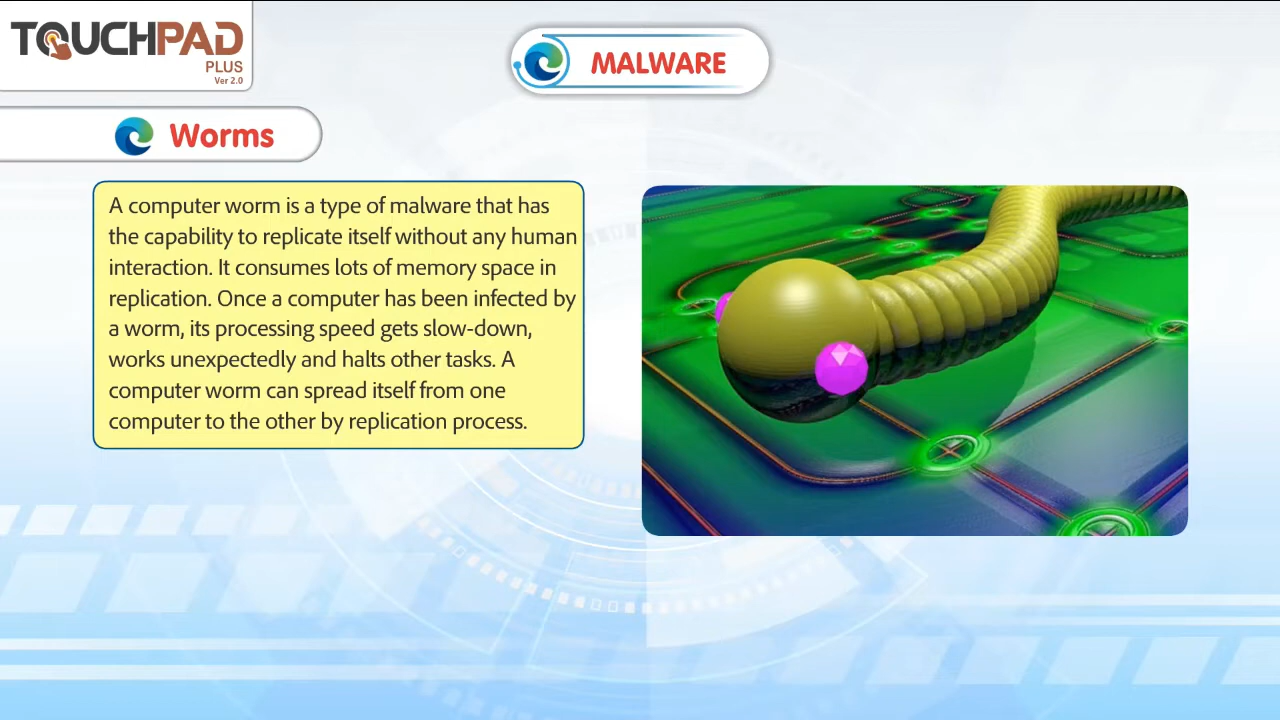 TOUCHPAD
PLUS
Ver 2.0
MALWARE
Worms
A computer worm is a type of malware that has
the capability to replicate itself without any human
interaction. It consumes lots of memory space in
replication. Once a computer has been infected by
a worm, its processing speed gets slow-down,
works unexpectedly and halts other tasks. A
computer worm can spread itself from one
computer to the other by replication process.